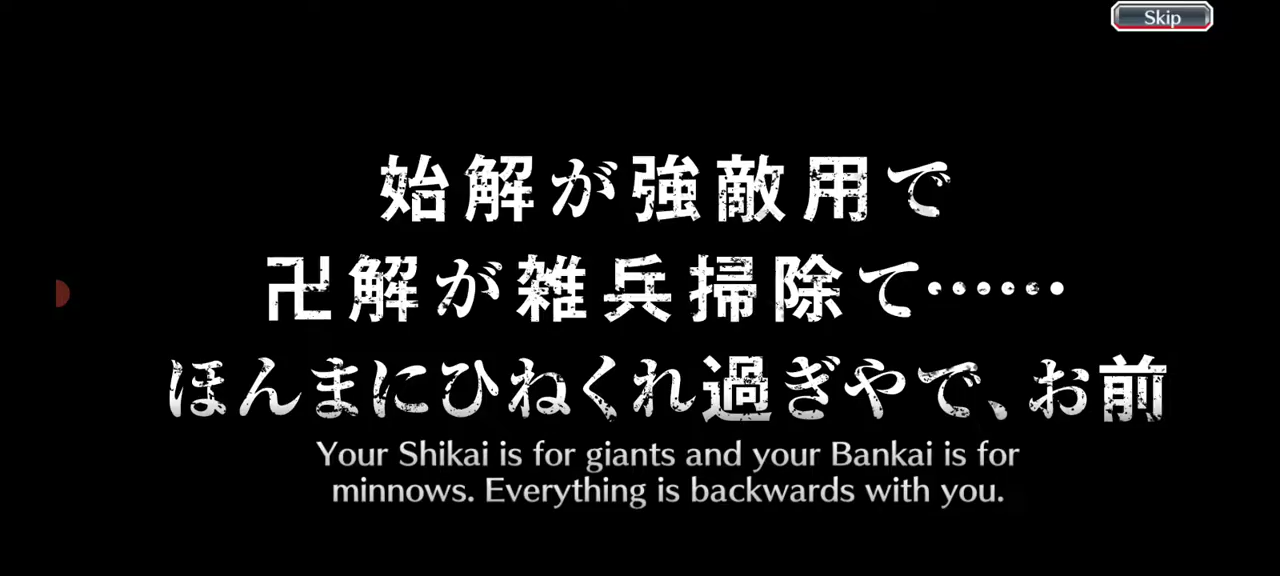 Skip
始解が強敵用で
卍解が雑兵掃除て……
ほんまにひねくれ過ぎやで、お前
Your Shikai is for giants and your Bankai is for
minnows. Everything is backwards with you.